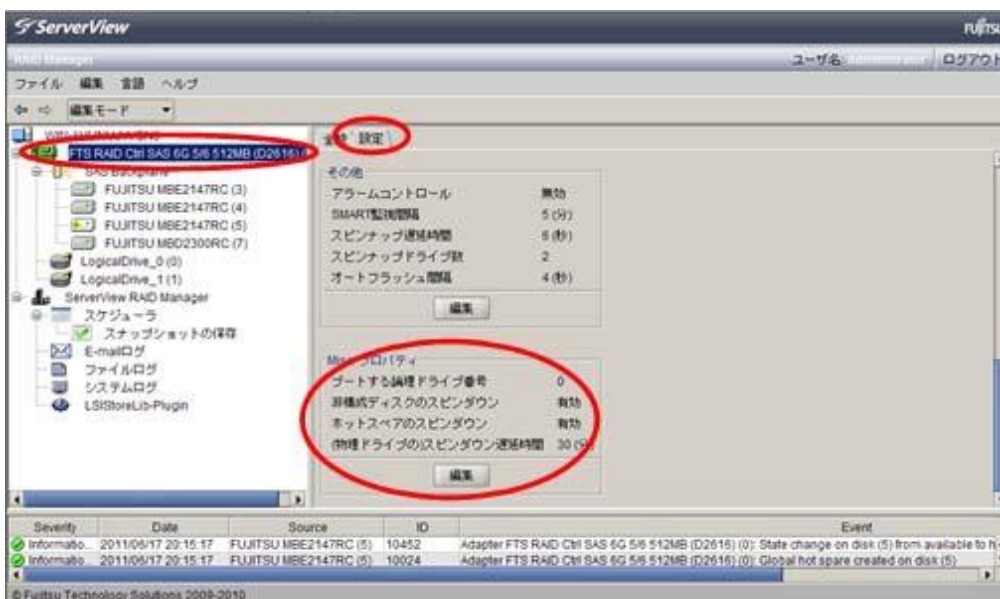 ServerView
FUJITSU
RAID Manager
ユーザ名:
ログアウト
ファイル 編集 言語 ヘルプ
編集モード
FTS RAID Ctrl SAS 6G 5/6 512MB (D2616)
SAS Backplane
FUJITSU MBE2147RC (3)
FUJITSU MBE2147RC (4)
FUJITSU MBE2147RC (5)
FUJITSU MBD2300RC (7)
LogicalDrive_0 (0)
LogicalDrive_1 (1)
ServerView RAID Manager
スケジューラ
スナップショットの保存
E-mailログ
ファイルログ
システムログ
LSIStoreLib-Plugin
全般 設定
その他
アラームコントロール 無効
SMART監視間隔 5 (分)
スピンナップ遅延時間 6 (秒)
スピンナップドライブ数 2
オートフラッシュ間隔 4 (秒)
編集
プロパティ
ブートする論理ドライブ番号 0
非構成ディスクのスピンダウン 有効
ホットスペアのスピンダウン 有効
(物理ドライブの)スピンダウン遅延時間 30 (分)
編集
Severity Date Source ID Event
Informatio... 2011/06/17 20:15:17 FUJITSU MBE2147RC (5) 10452 Adapter FTS RAID Ctrl SAS 6G 5/6 512MB (D2616) (0): State change on disk (5) from available to h
Informatio... 2011/06/17 20:15:17 FUJITSU MBE2147RC (5) 10024 Adapter FTS RAID Ctrl SAS 6G 5/6 512MB (D2616) (0): Global hot spare created on disk (5)
© Fujitsu Technology Solutions 2009-2010